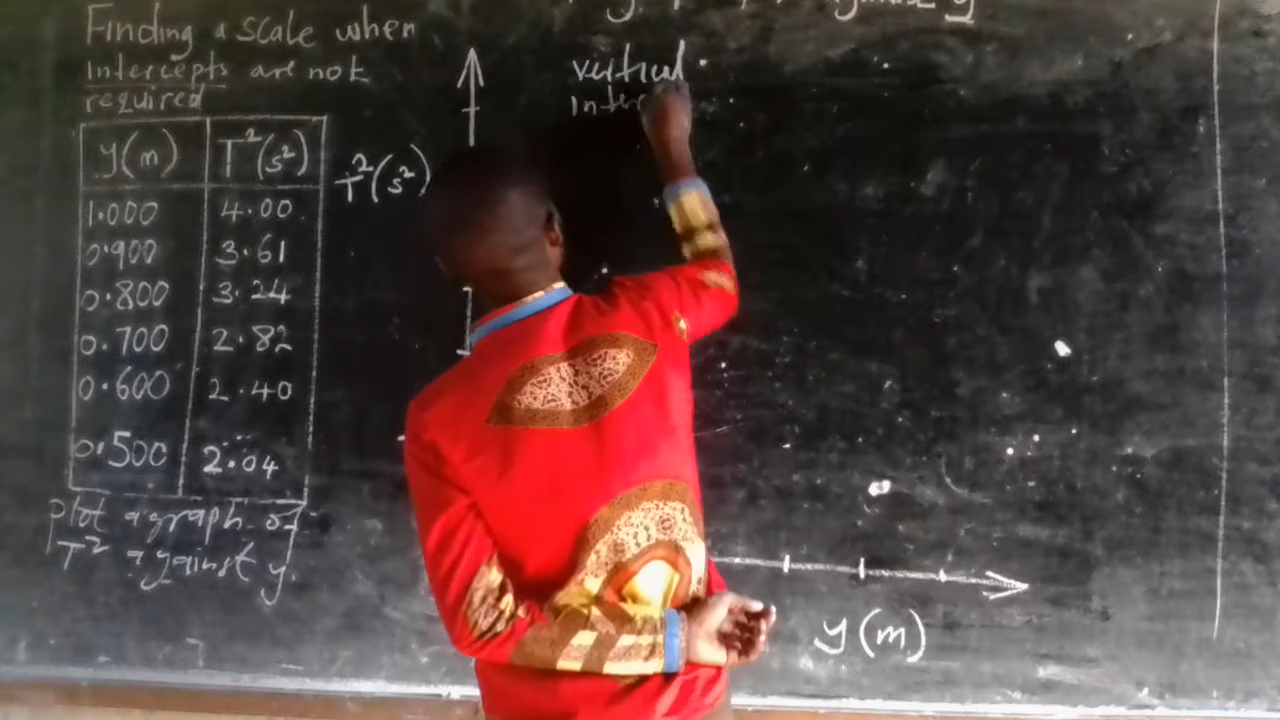 Finding a scale when
intercepts are not
required
y(m) T²(s²)
1.000 4.00
0.900 3.61
0.800 3.24
0.700 2.82
0.600 2.40
0.500 2.04
plot a graph of
T² against y.
T²(s²)
vertical
y(m)